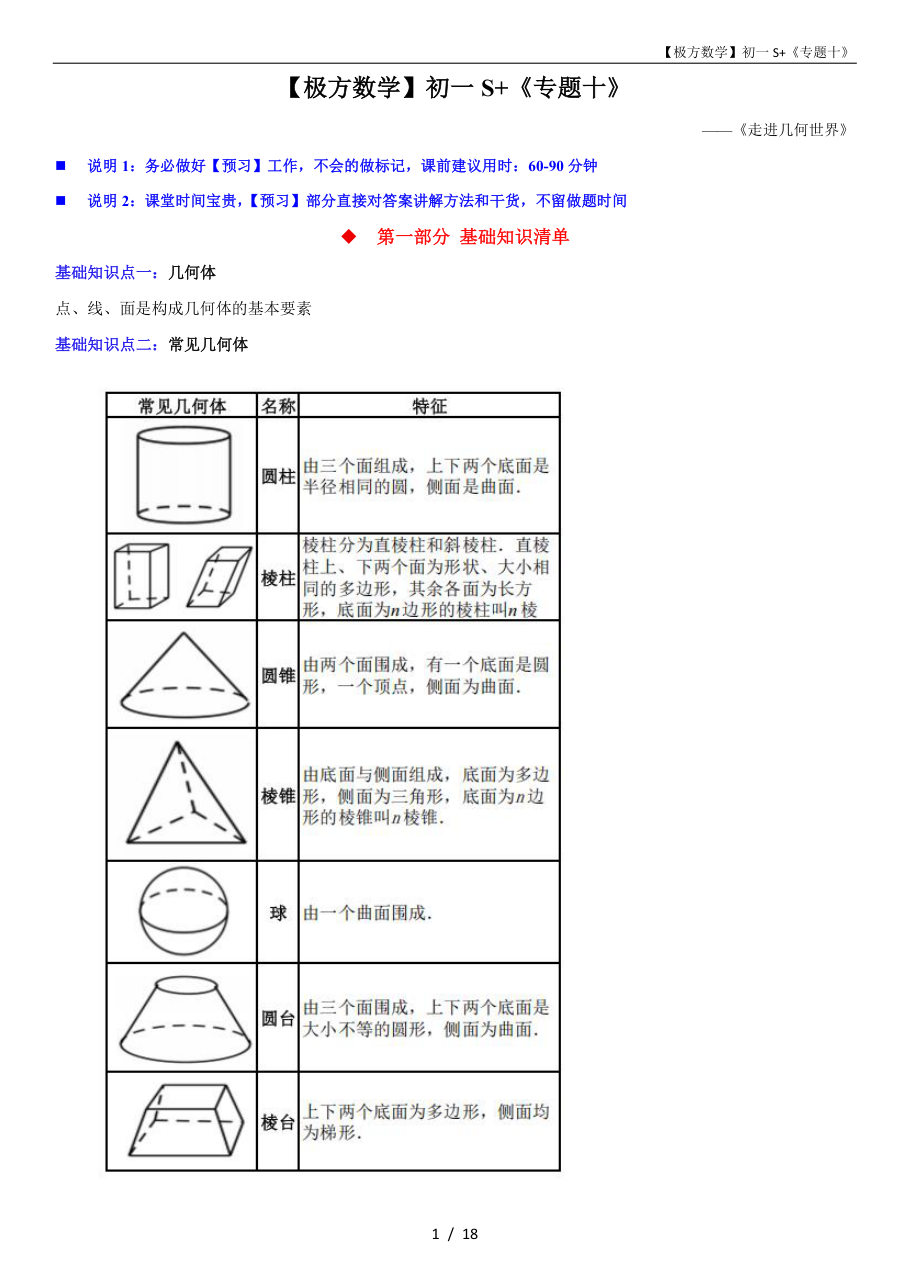 【极方数学】初一 S+《专题十》
【极方数学】初一 S+《专题十》
——《走进几何世界》
■ 说明 1：务必做好【预习】工作，不会的做标记，课前建议用时：60-90 分钟
■ 说明 2：课堂时间宝贵，【预习】部分直接对答案讲解方法和干货，不留做题时间
◆ 第一部分 基础知识清单
基础知识点一：几何体
点、线、面是构成几何体的基本要素
基础知识点二：常见几何体
常见几何体 名称 特征
圆柱
由三个面组成，上下两个底面是
半径相同的圆，侧面是曲面．
棱柱
棱柱分为直棱柱和斜棱柱．直棱
柱上、下两个面为形状、大小相
同的多边形，其余各面为长方
形，底面为n边形的棱柱叫n棱
圆锥
由两个面围成，有一个底面是圆
形，一个顶点，侧面为曲面．
棱锥
由底面与侧面组成，底面为多边
形，侧面为三角形，底面为n边
形的棱锥叫n棱锥．
球
由一个曲面围成．
圆台
由三个面围成，上下两个底面是
大小不等的圆形，侧面为曲面．
棱台
上下两个底面为多边形，侧面均
为梯形．
1 / 18